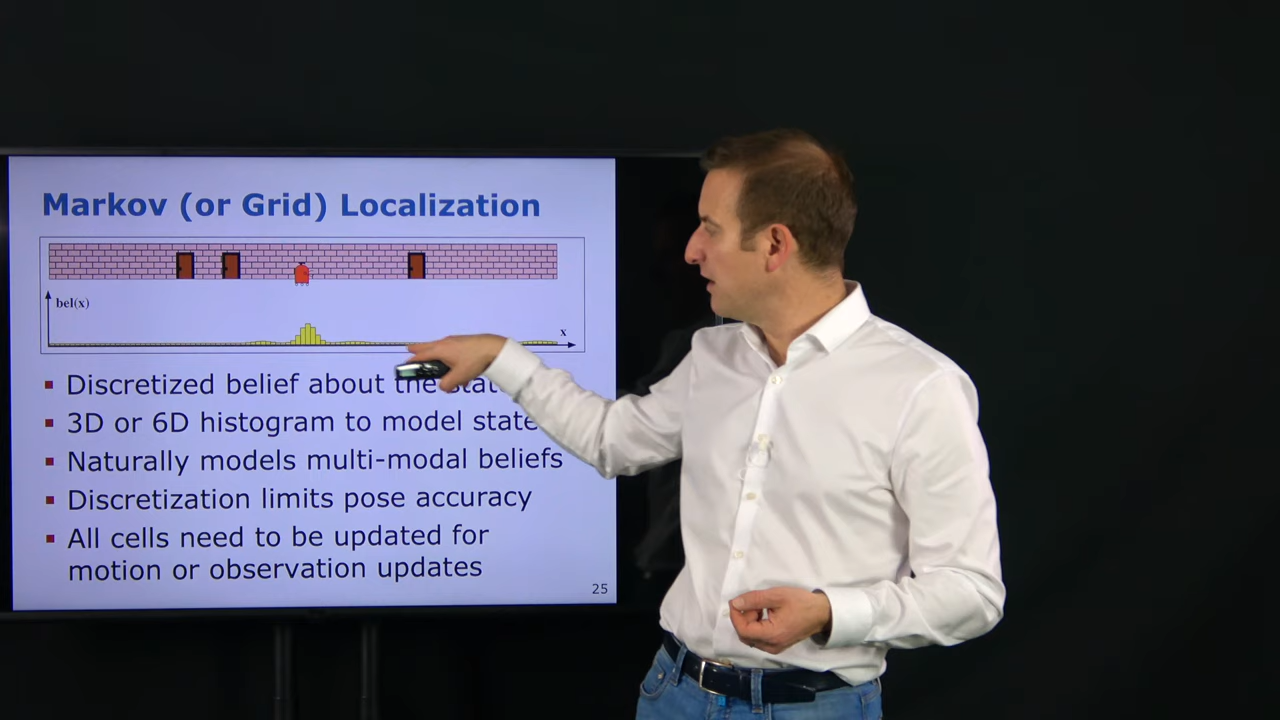 Markov (or Grid) Localization
bel(x)
x
▪ Discretized belief about the
▪ 3D or 6D histogram to model state
▪ Naturally models multi-modal beliefs
▪ Discretization limits pose accuracy
▪ All cells need to be updated for
motion or observation updates
25